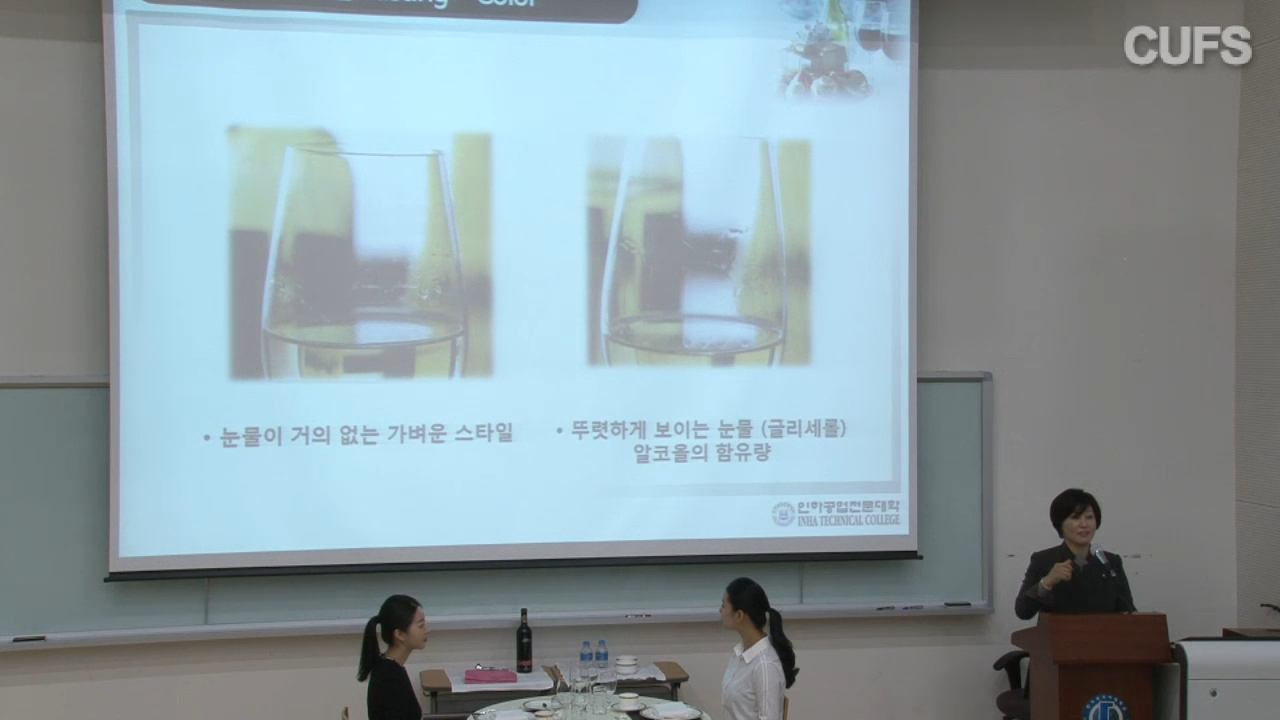 Color
CUFS
• 눈물이 거의 없는 가벼운 스타일
• 뚜렷하게 보이는 눈물 (글리세롤)
알코올의 함유량
인하공업전문대학
INHA TECHNICAL COLLEGE